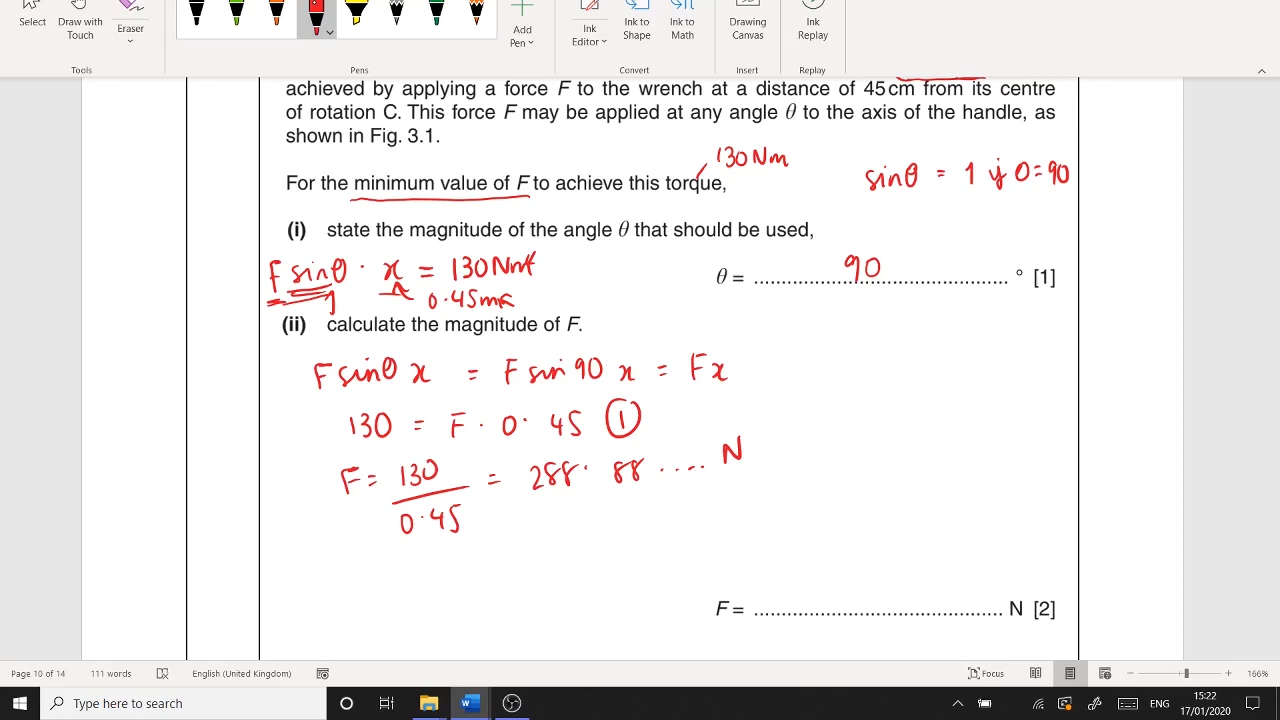 Select
Draw with Touch
Eraser
Add Pen
Ink Editor
Ink to Shape
Ink to Math
Drawing Canvas
Ink Replay
Tools
Pens
Convert
Insert
Replay
achieved by applying a force F to the wrench at a distance of 45 cm from its centre
of rotation C. This force F may be applied at any angle θ to the axis of the handle, as
shown in Fig. 3.1.
130 Nm
For the minimum value of F to achieve this torque,
sinθ = 1 if θ = 90
(i) state the magnitude of the angle θ that should be used,
F sinθ · x = 130 Nm
θ = 90 ° [1]
0.45m
(ii) calculate the magnitude of F.
F sinθ x = F sin 90 x = Fx
130 = F · 0.45 ①
F = 130 / 0.45 = 288.88 .... N
F = ............................................. N [2]
Page 10 of 14 111 words English (United Kingdom) Focus 166%
Type here to search
ENG 15:22
17/01/2020